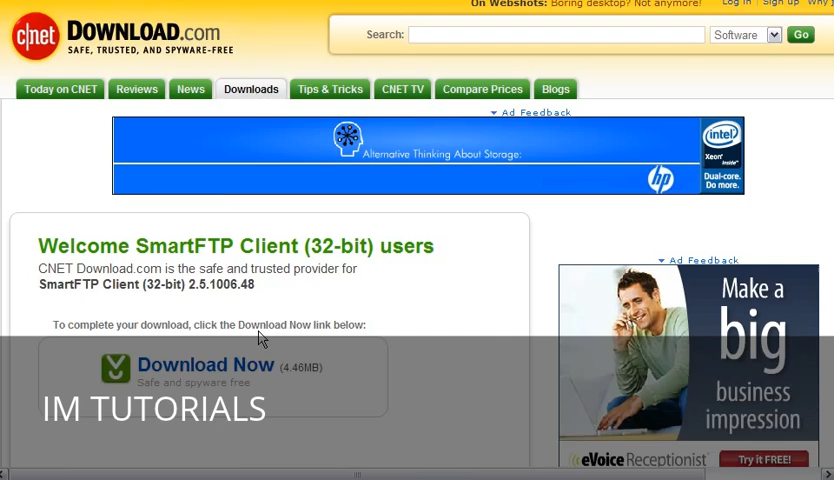 On Webshots: Boring desktop? Not anymore!
Log in | Sign up | Why
c|net DOWNLOAD.com
SAFE, TRUSTED, AND SPYWARE-FREE
Search: Software Go
Today on CNET Reviews News Downloads Tips & Tricks CNET TV Compare Prices Blogs
Ad Feedback
Alternative Thinking About Storage:
hp
intel
Xeon
inside™
Dual-core.
Do more.
Welcome SmartFTP Client (32-bit) users
CNET Download.com is the safe and trusted provider for
SmartFTP Client (32-bit) 2.5.1006.48
To complete your download, click the Download Now link below:
Download Now (4.46MB)
Safe and spyware free
IM TUTORIALS
Ad Feedback
Make a
big
business
impression
eVoice Receptionist
Try it FREE!